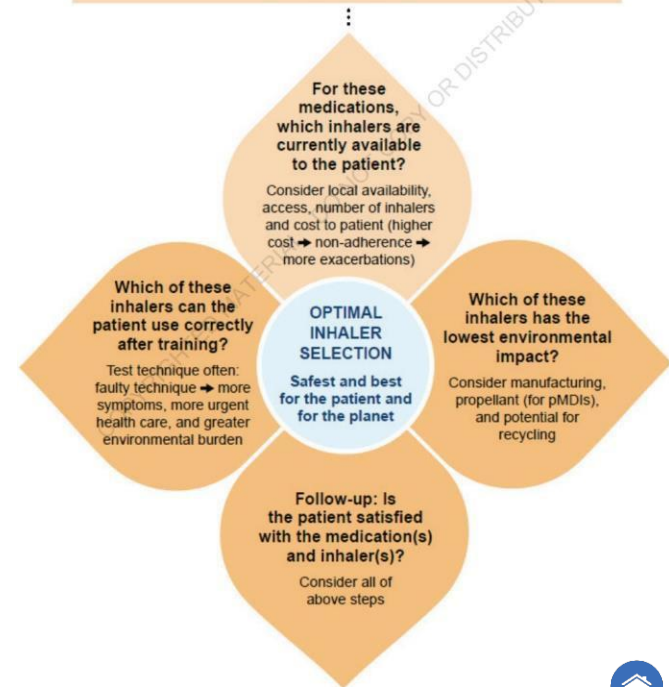 For these
medications,
which inhalers are
currently available
to the patient?
Consider local availability,
access, number of inhalers
and cost to patient (higher
cost ➔ non-adherence ➔
more exacerbations)
Which of these
inhalers can the
patient use correctly
after training?
Test technique often:
faulty technique ➔ more
symptoms, more urgent
health care, and greater
environmental burden
OPTIMAL
INHALER
SELECTION
Safest and best
for the patient and
for the planet
Which of these
inhalers has the
lowest environmental
impact?
Consider manufacturing,
propellant (for pMDIs),
and potential for
recycling
Follow-up: Is
the patient satisfied
with the medication(s)
and inhaler(s)?
Consider all of
above steps